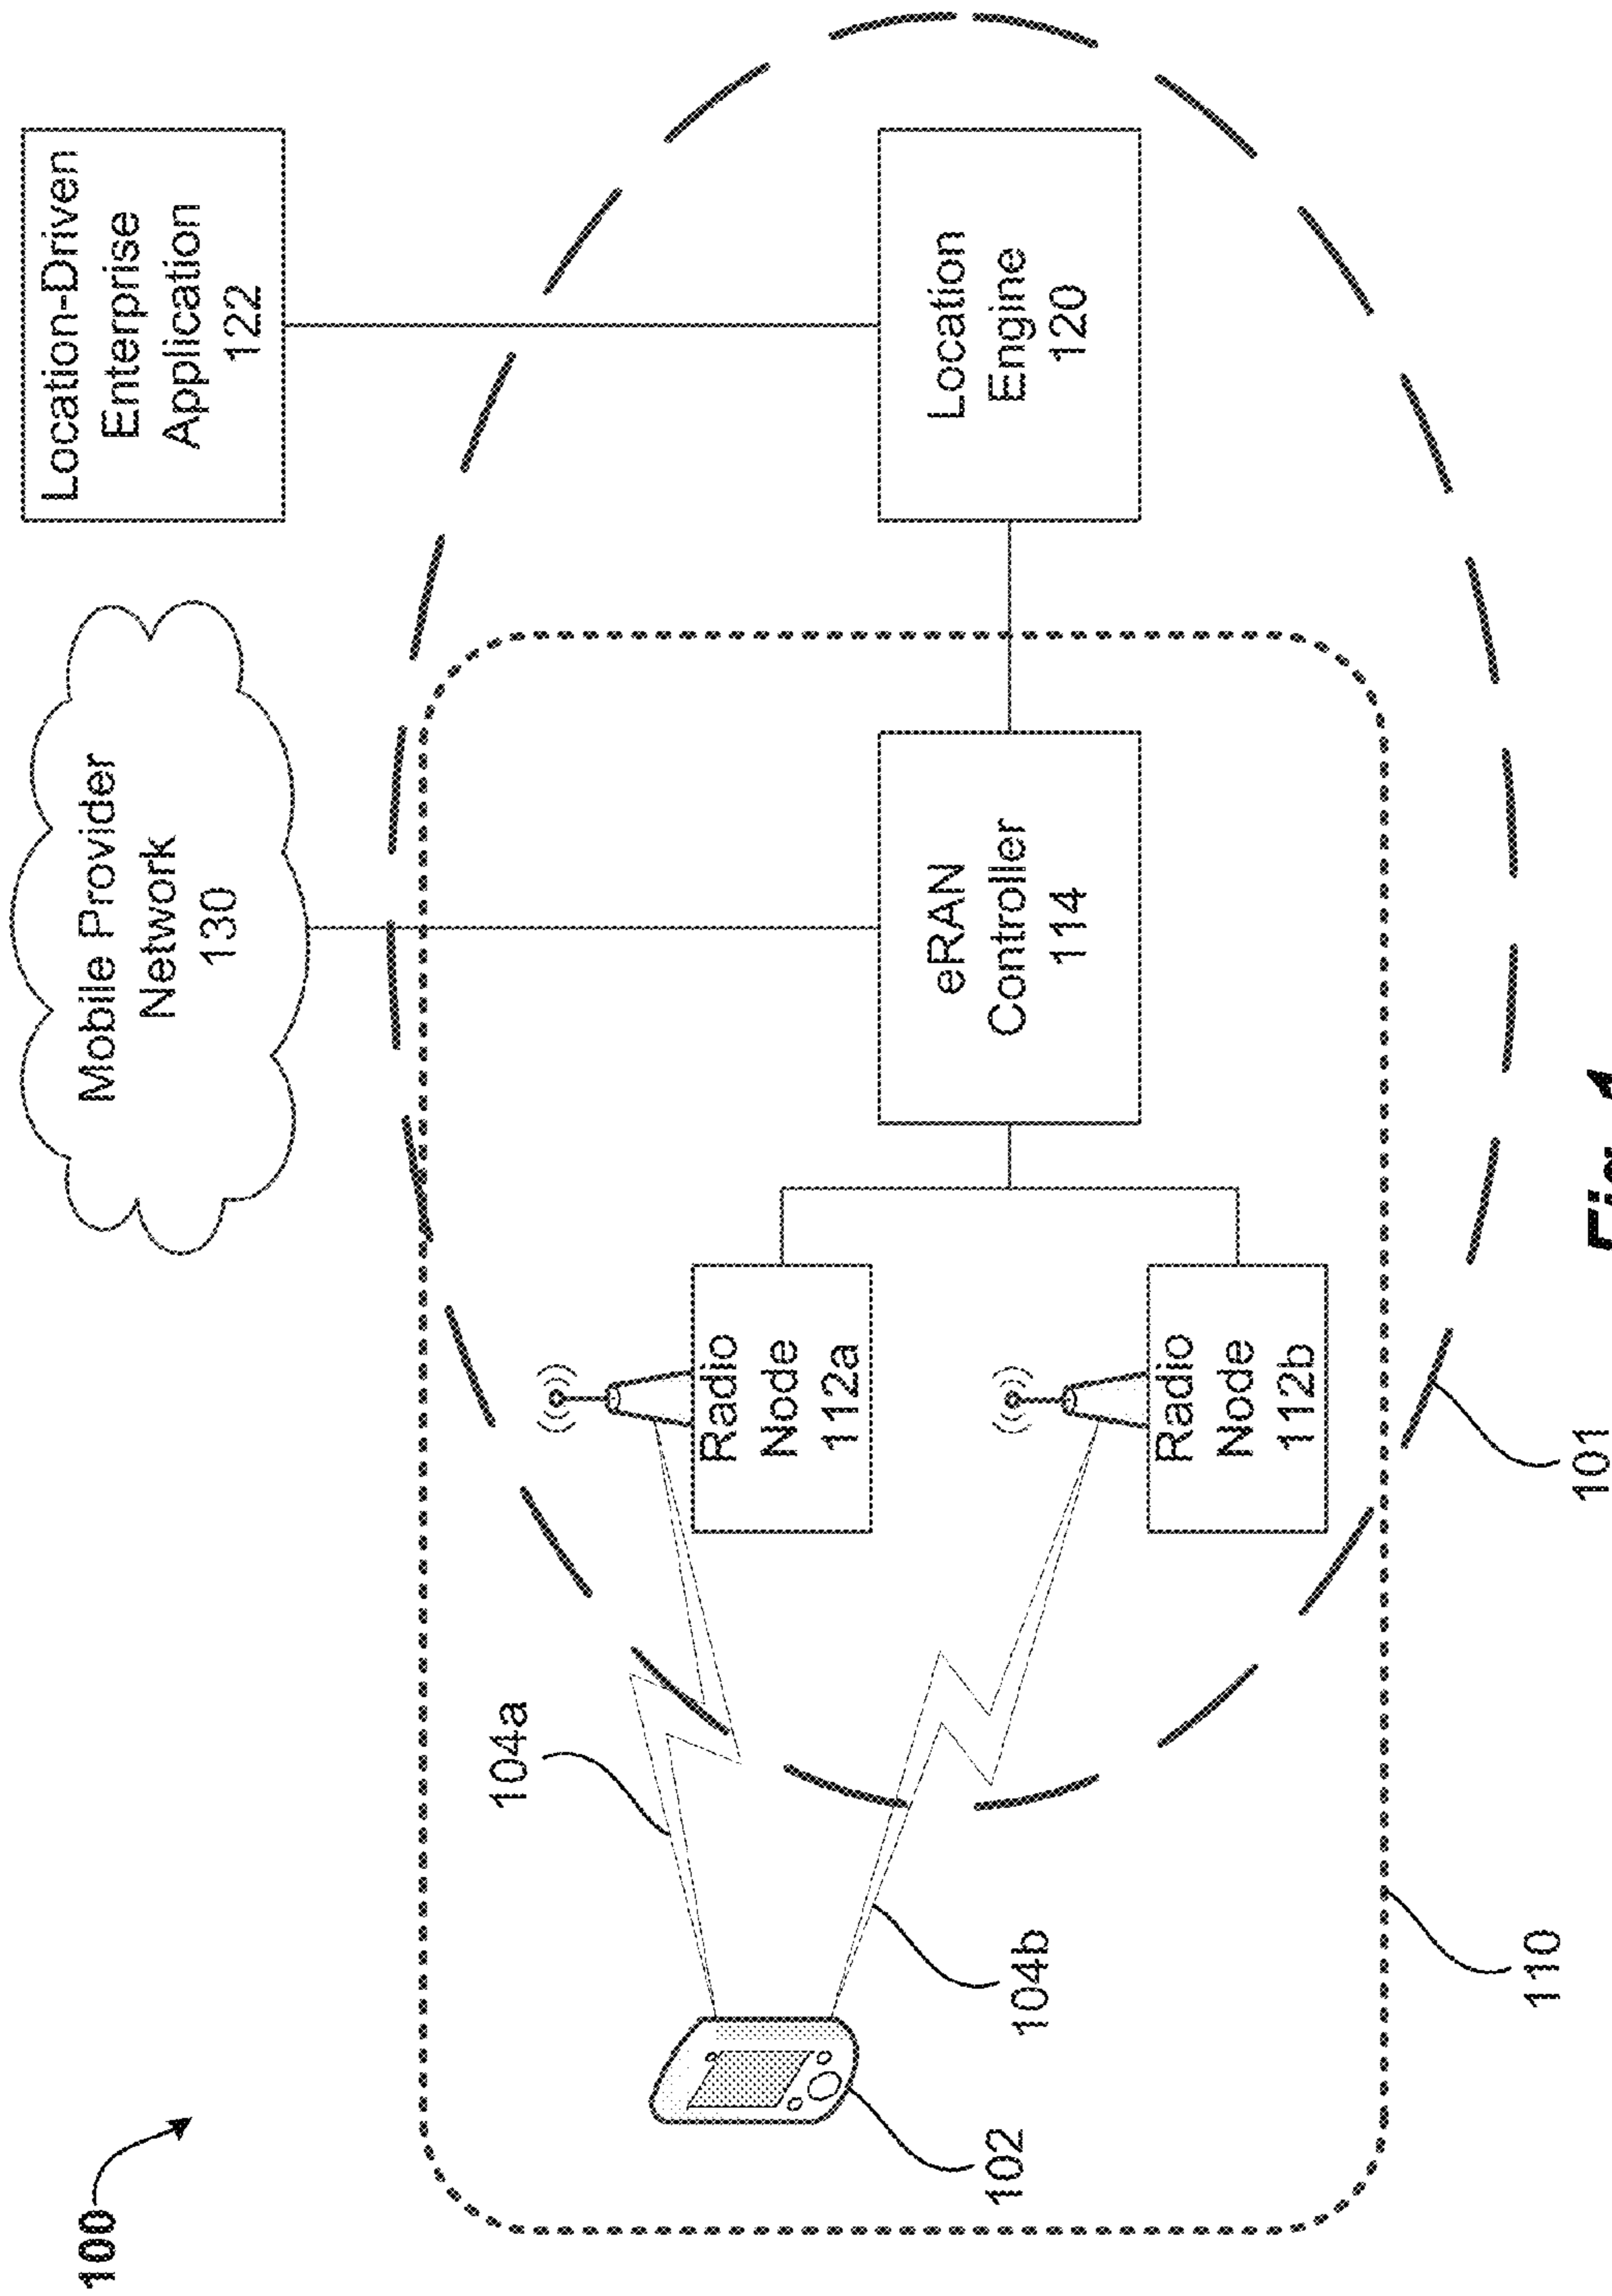 100
Mobile Provider
Network
130
Location-Driven
Enterprise
Application
122
104a
Radio
Node
112a
eRAN
Controller
114
Location
Engine
120
102
104b
Radio
Node
112b
110
101